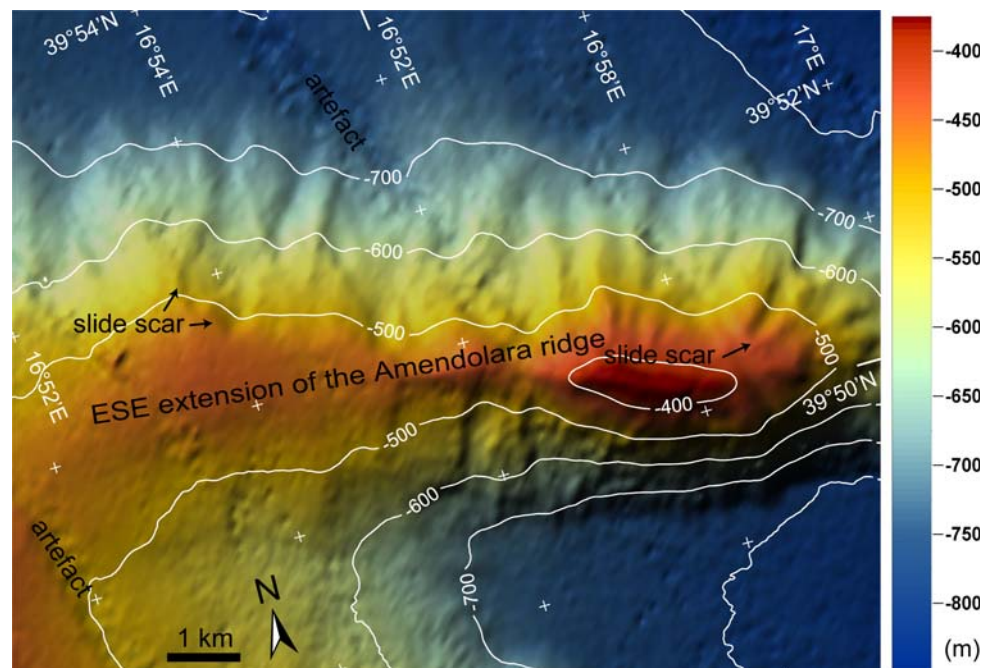 39°54’N
16°54’E
16°52’E
16°58’E
17°E
39°52’N
artefact
-700
-700
-600
-600
slide scar
-500
-500
slide scar
ESE extension of the Amendolara ridge
-400
16°52’E
39°50’N
-500
-600
-700
artefact
N
1 km
-400
-450
-500
-550
-600
-650
-700
-750
-800
(m)